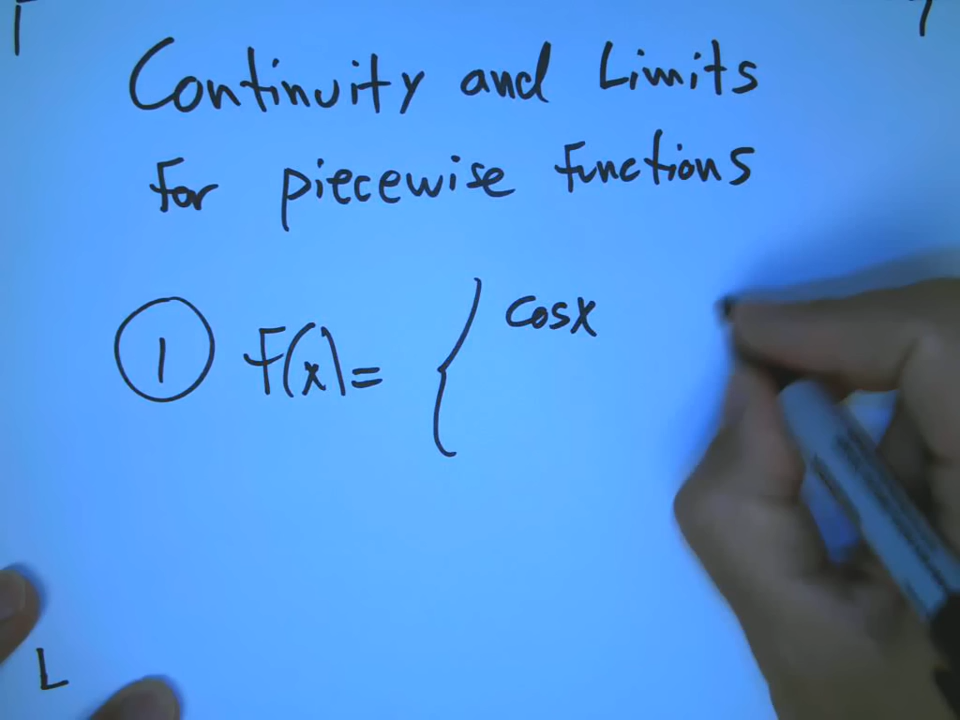 Continuity and Limits
for piecewise functions
① f(x) = { cosx